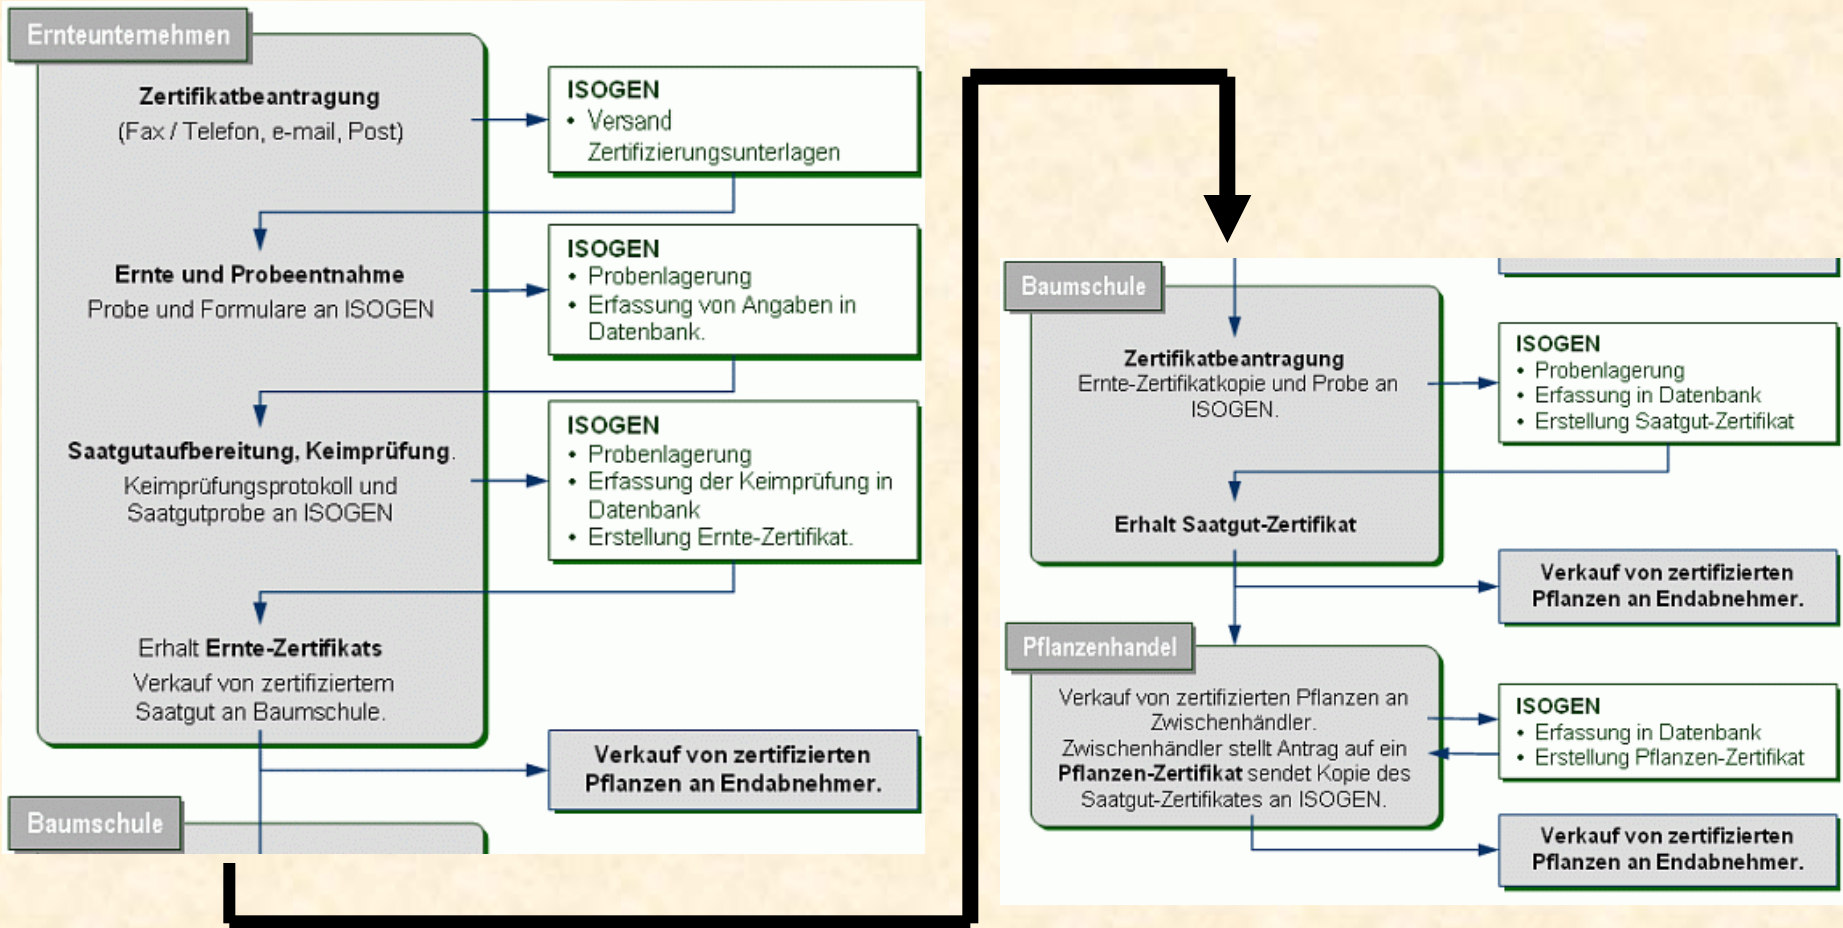 Ernteunternehmen
Zertifikatbeantragung
(Fax / Telefon, e-mail, Post)
ISOGEN
• Versand
Zertifizierungsunterlagen
Ernte und Probeentnahme
Probe und Formulare an ISOGEN
ISOGEN
• Probenlagerung
• Erfassung von Angaben in
Datenbank.
Saatgutaufbereitung, Keimprüfung.
Keimprüfungsprotokoll und
Saatgutprobe an ISOGEN
ISOGEN
• Probenlagerung
• Erfassung der Keimprüfung in
Datenbank
• Erstellung Ernte-Zertifikat.
Erhalt Ernte-Zertifikats
Verkauf von zertifiziertem
Saatgut an Baumschule.
Verkauf von zertifizierten
Pflanzen an Endabnehmer.
Baumschule
Baumschule
Zertifikatbeantragung
Ernte-Zertifikatkopie und Probe an
ISOGEN.
ISOGEN
• Probenlagerung
• Erfassung in Datenbank
• Erstellung Saatgut-Zertifikat
Erhalt Saatgut-Zertifikat
Verkauf von zertifizierten
Pflanzen an Endabnehmer.
Pflanzenhandel
Verkauf von zertifizierten Pflanzen an
Zwischenhändler.
Zwischenhändler stellt Antrag auf ein
Pflanzen-Zertifikat sendet Kopie des
Saatgut-Zertifikates an ISOGEN.
ISOGEN
• Erfassung in Datenbank
• Erstellung Pflanzen-Zertifikat
Verkauf von zertifizierten
Pflanzen an Endabnehmer.